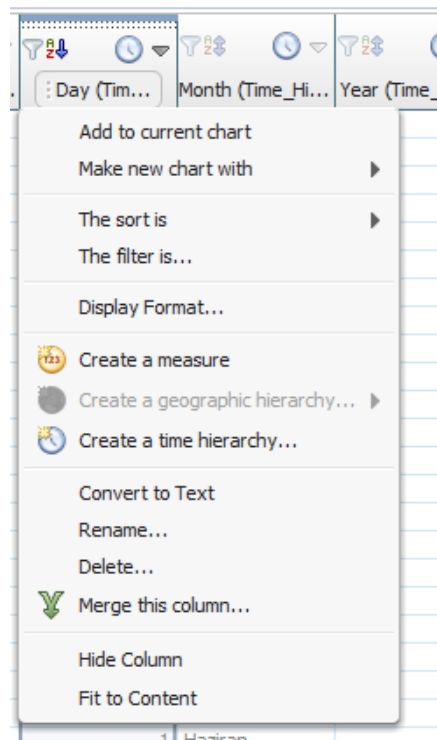 Day (Tim... Month (Time_Hi... Year (Time_
Add to current chart
Make new chart with
The sort is
The filter is...
Display Format...
123 Create a measure
Create a geographic hierarchy...
Create a time hierarchy...
Convert to Text
Rename...
Delete...
Merge this column...
Hide Column
Fit to Content
1 Haziran